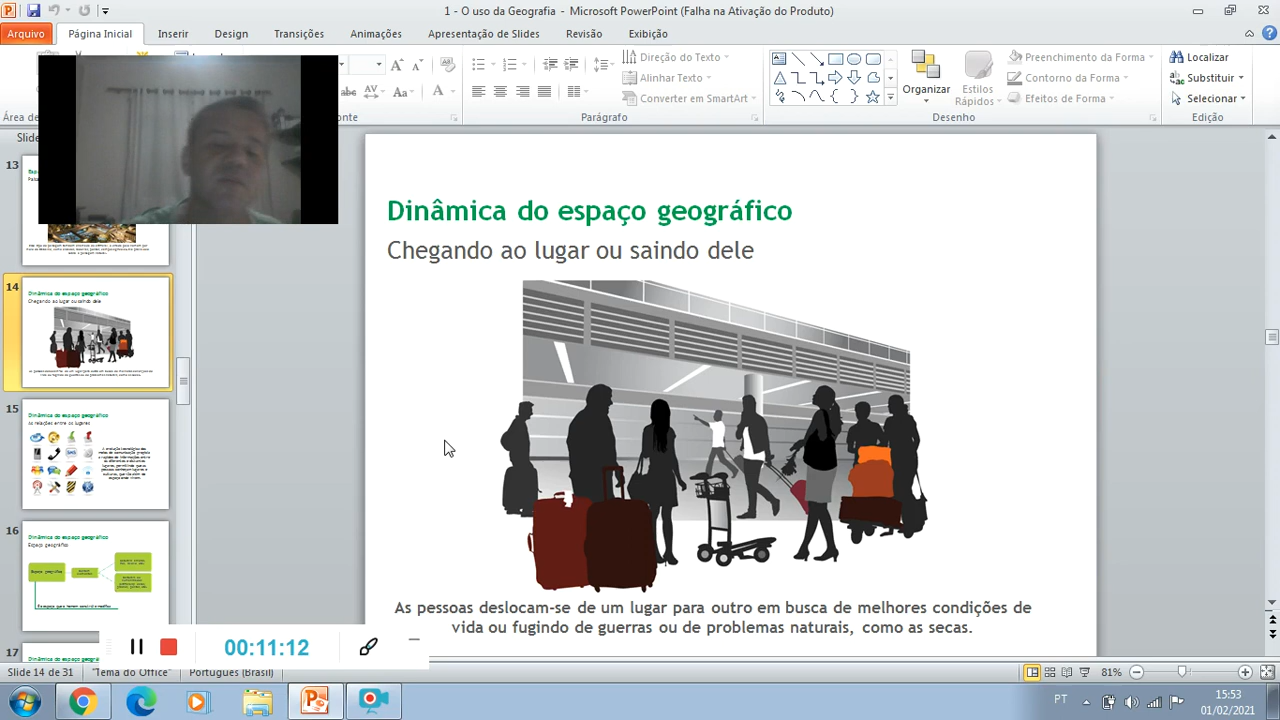 1 - O uso da Geografia - Microsoft PowerPoint (Falha na Ativação do Produto)
Arquivo Página Inicial Inserir Design Transições Animações Apresentação de Slides Revisão Exibição
Direção do Texto
Alinhar Texto
Converter em SmartArt
Organizar
Estilos Rápidos
Preenchimento da Forma
Contorno da Forma
Efeitos de Forma
Localizar
Substituir
Selecionar
Parágrafo Desenho Edição
13
14
Dinâmica do espaço geográfico
Chegando ao lugar ou saindo dele
15
Dinâmica do espaço geográfico
As relações entre os lugares
16
Dinâmica do espaço geográfico
Espaço geográfico
17
Dinâmica do espaço geográfico
Chegando ao lugar ou saindo dele
As pessoas deslocam-se de um lugar para outro em busca de melhores condições de
vida ou fugindo de guerras ou de problemas naturais, como as secas.
00:11:12
Slide 14 de 31 "Tema do Office" Português (Brasil) 81%
PT 15:53
01/02/2021